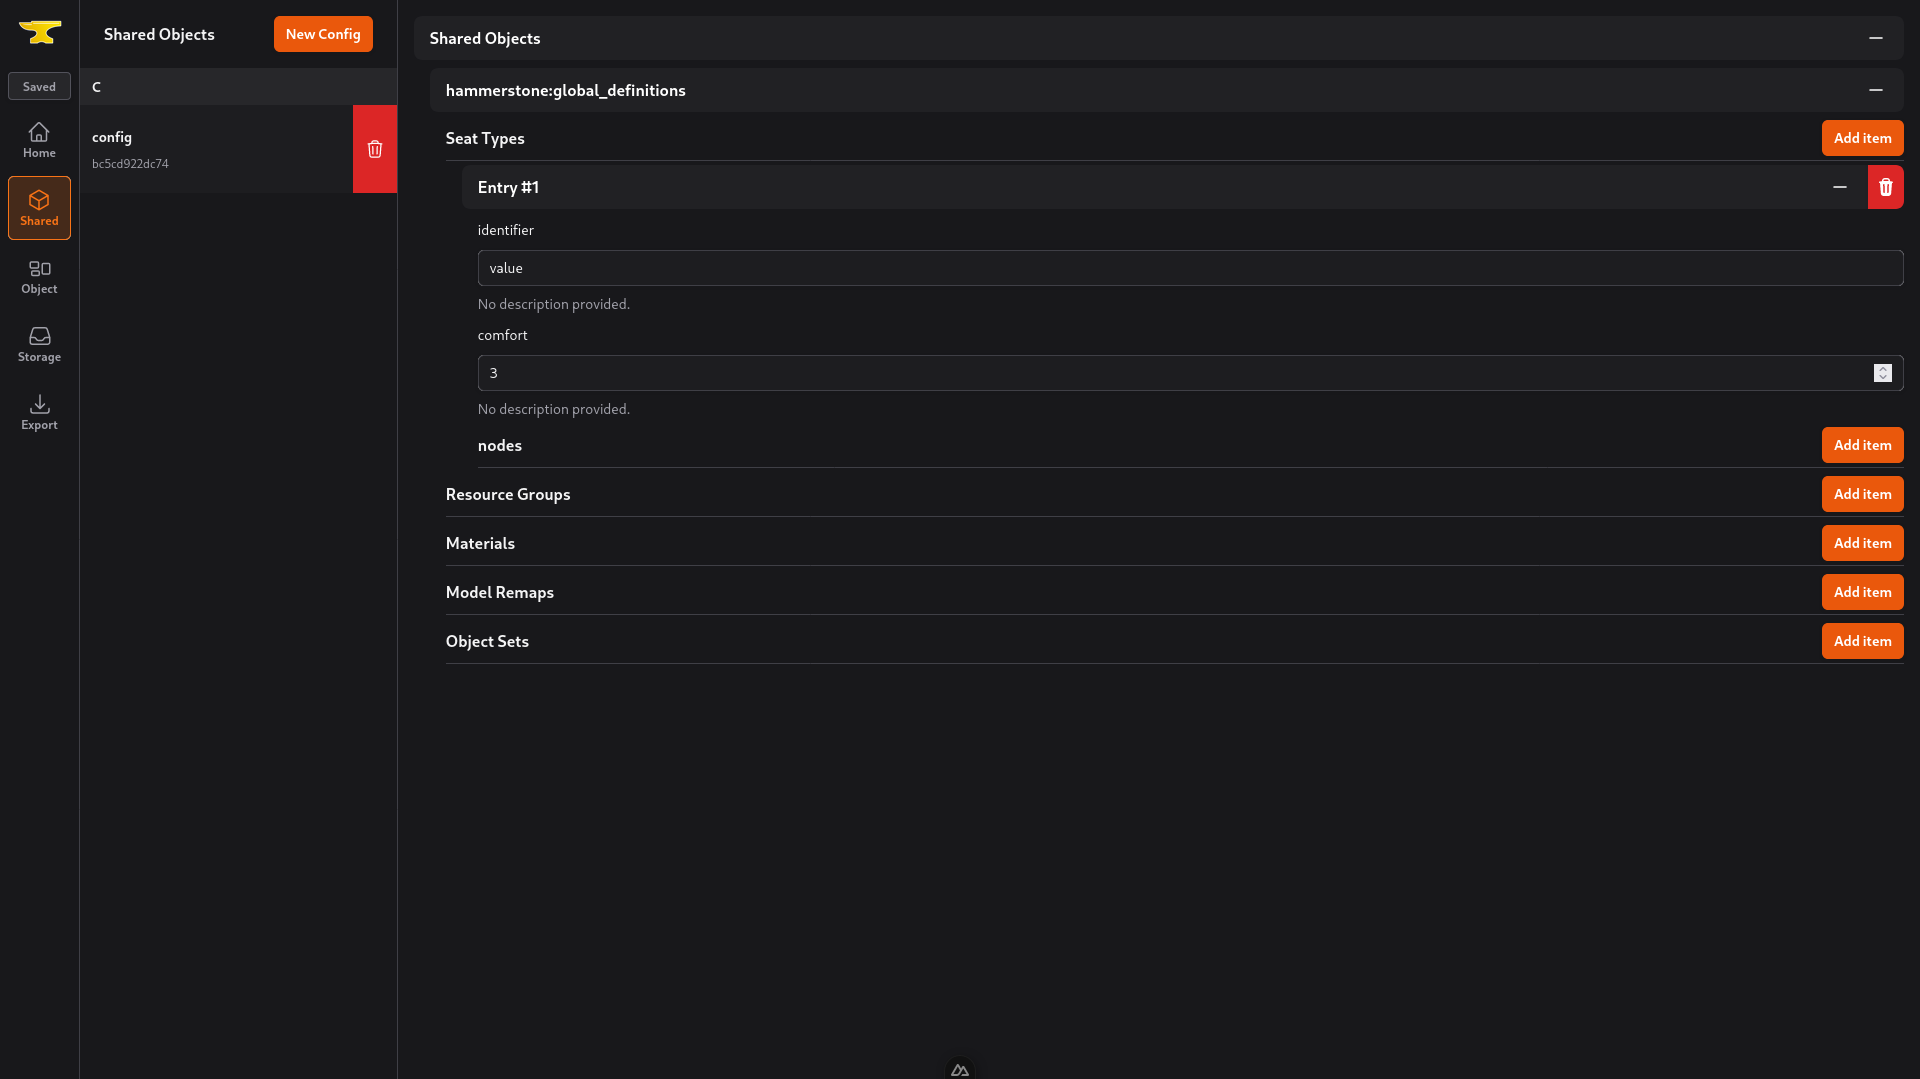 Shared Objects
New Config
Saved
Home
Shared
Object
Storage
Export
C
config
bc5cd922dc74
Shared Objects
hammerstone:global_definitions
Seat Types
Add item
Entry #1
identifier
value
No description provided.
comfort
3
No description provided.
nodes
Add item
Resource Groups
Add item
Materials
Add item
Model Remaps
Add item
Object Sets
Add item